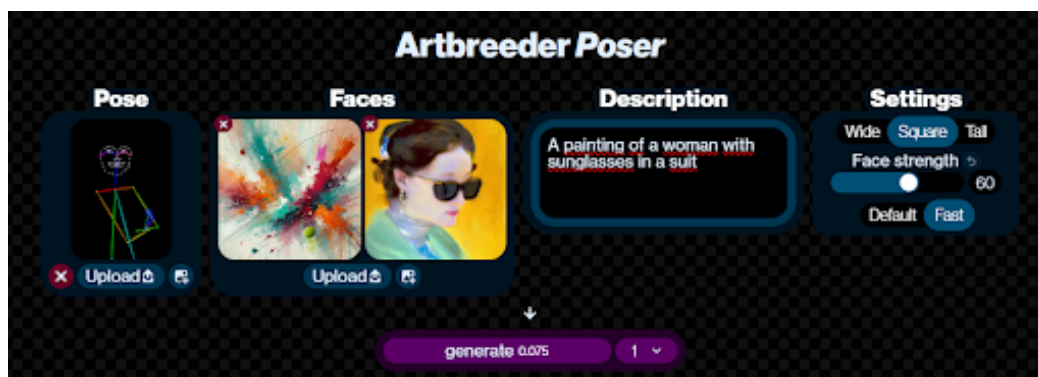 Artbreeder Poser
Pose
Faces
Description
Settings
A painting of a woman with
sunglasses in a suit
Wide Square Tall
Face strength
60
Default Fast
Upload
Upload
generate 0.075
1